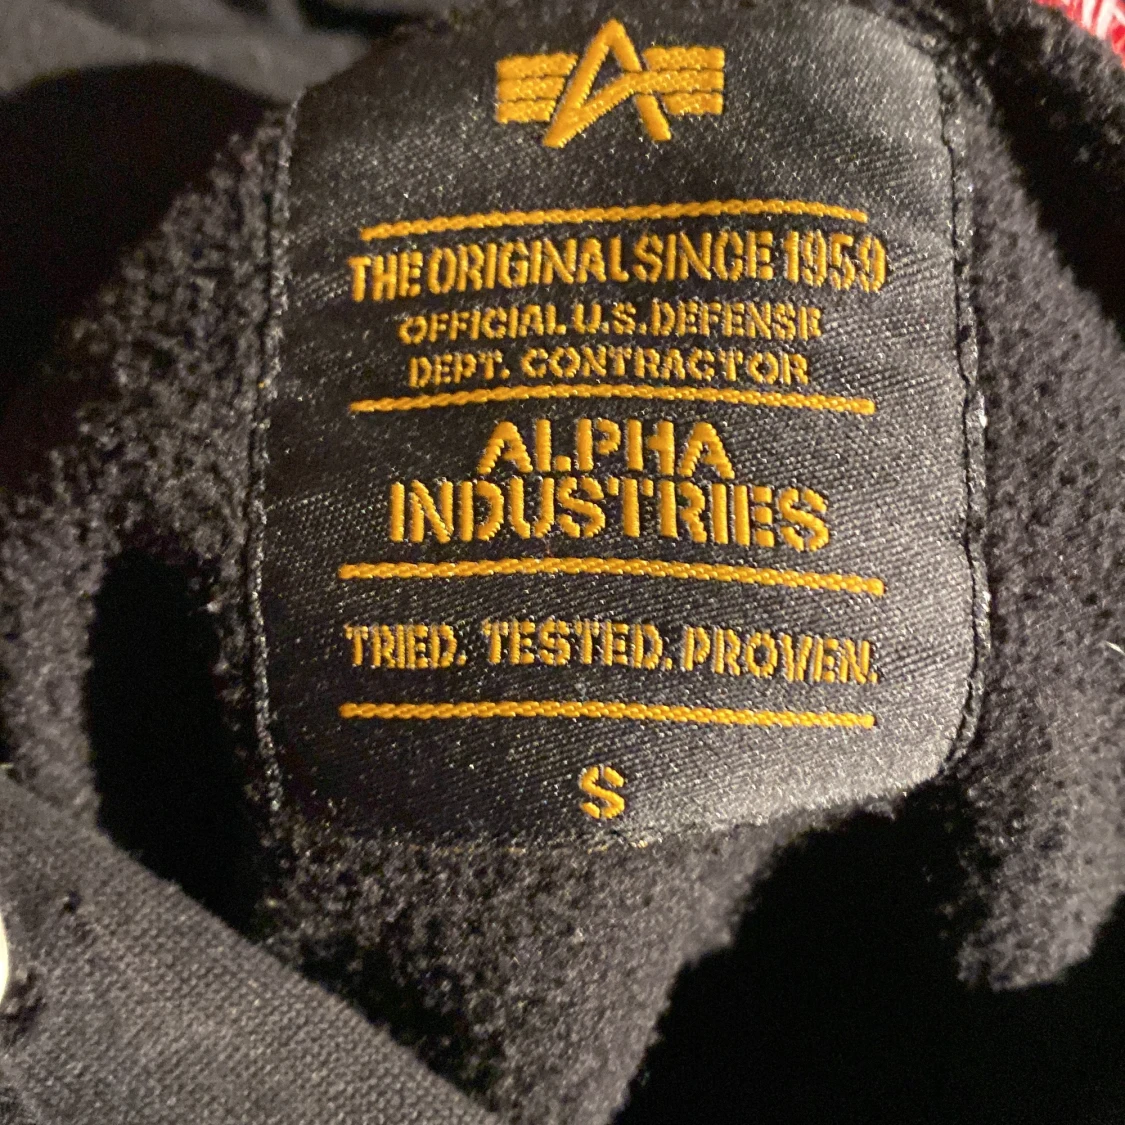 THE ORIGINAL SINCE 1959
OFFICIAL U.S. DEFENSE
DEPT. CONTRACTOR
ALPHA
INDUSTRIES
TRIED. TESTED. PROVEN.
S